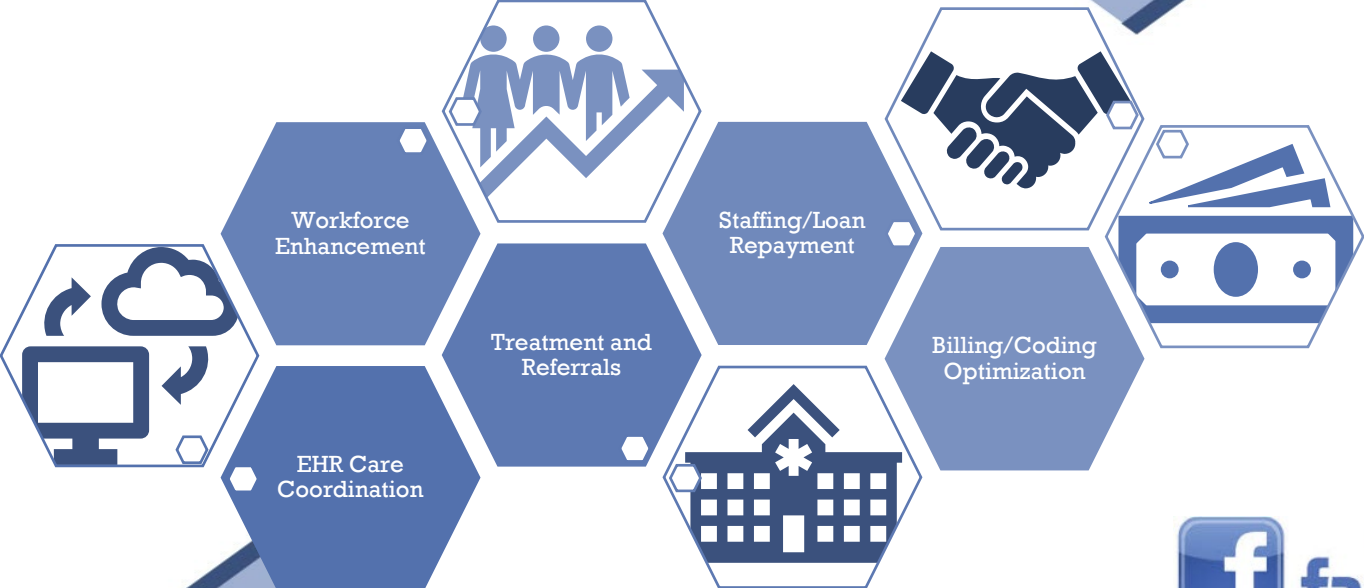 Workforce
Enhancement
Staffing/Loan
Repayment
Treatment and
Referrals
Billing/Coding
Optimization
EHR Care
Coordination
f